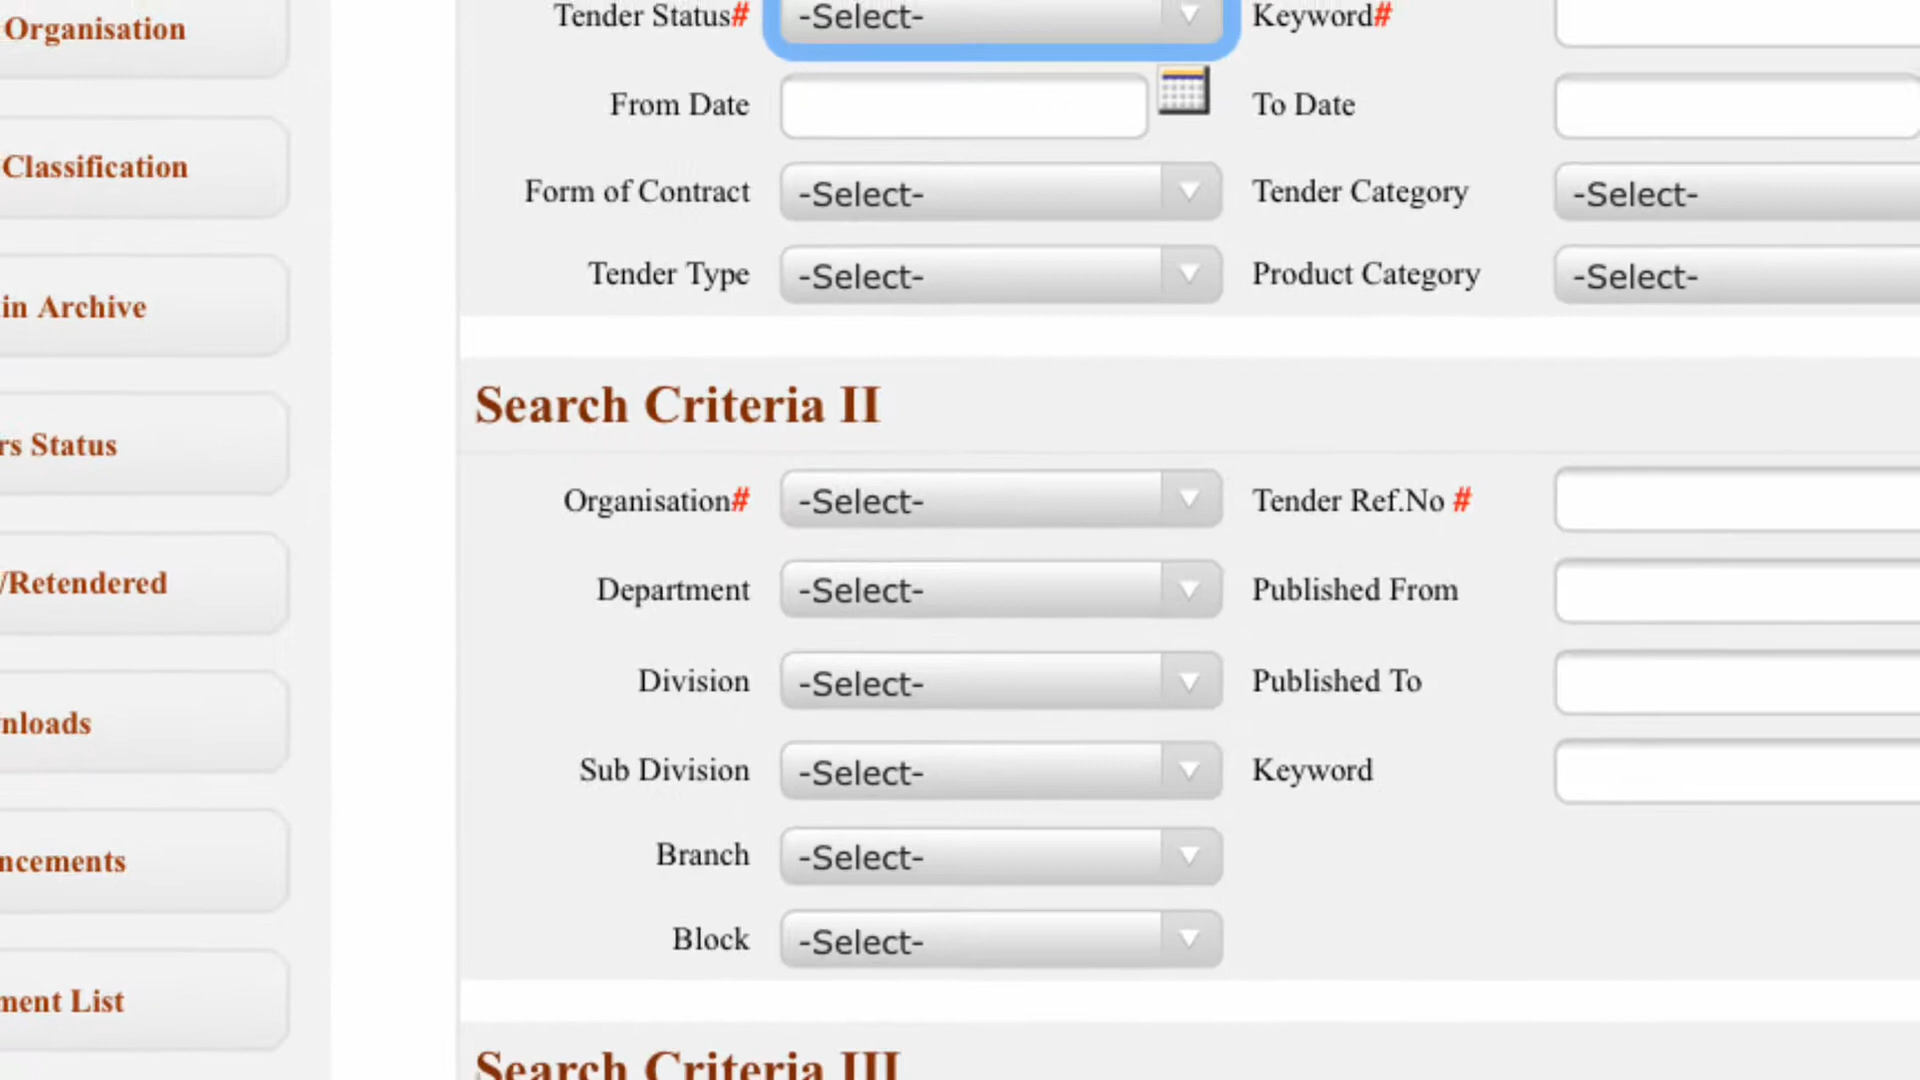 Organisation
Classification
in Archive
rs Status
/Retendered
nloads
ncements
ment List
Tender Status# -Select- Keyword#
From Date To Date
Form of Contract -Select- Tender Category -Select-
Tender Type -Select- Product Category -Select-
Search Criteria II
Organisation# -Select- Tender Ref.No #
Department -Select- Published From
Division -Select- Published To
Sub Division -Select- Keyword
Branch -Select-
Block -Select-
Search Criteria III